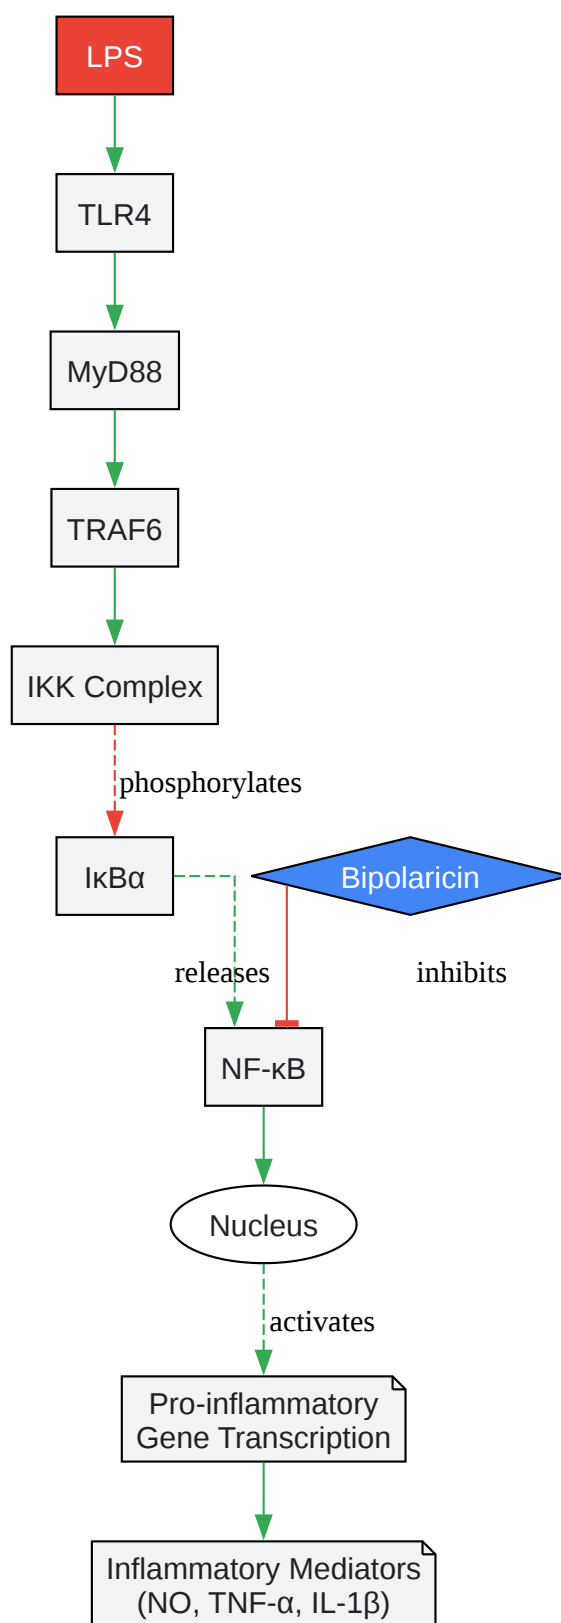 LPS
TLR4
MyD88
TRAF6
IKK Complex
phosphorylates
IκBα
Bipolaricin
releases
inhibits
NF-κB
Nucleus
activates
Pro-inflammatory
Gene Transcription
Inflammatory Mediators
(NO, TNF-α, IL-1β)